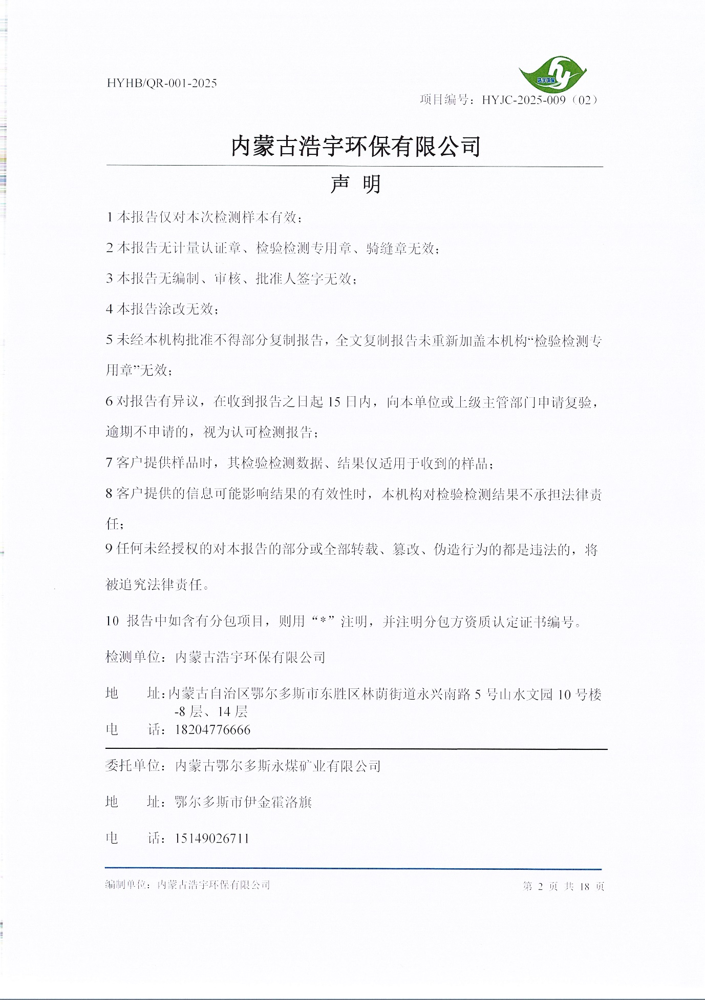 HYHB/QR-001-2025
hy
浩宇环保
项目编号：HYJC-2025-009（02）
内蒙古浩宇环保有限公司
声 明
1 本报告仅对本次检测样本有效；
2 本报告无计量认证章、检验检测专用章、骑缝章无效；
3 本报告无编制、审核、批准人签字无效；
4 本报告涂改无效；
5 未经本机构批准不得部分复制报告，全文复制报告未重新加盖本机构“检验检测专
用章”无效；
6 对报告有异议，在收到报告之日起 15 日内，向本单位或上级主管部门申请复验，
逾期不申请的，视为认可检测报告；
7 客户提供样品时，其检验检测数据、结果仅适用于收到的样品；
8 客户提供的信息可能影响结果的有效性时，本机构对检验检测结果不承担法律责
任；
9 任何未经授权的对本报告的部分或全部转载、篡改、伪造行为的都是违法的，将
被追究法律责任。
10 报告中如含有分包项目，则用“*”注明，并注明分包方资质认定证书编号。
检测单位：内蒙古浩宇环保有限公司
地 址：内蒙古自治区鄂尔多斯市东胜区林荫街道永兴南路 5 号山水文园 10 号楼
-8 层、14 层
电 话：18204776666
委托单位：内蒙古鄂尔多斯永煤矿业有限公司
地 址：鄂尔多斯市伊金霍洛旗
电 话：15149026711
编制单位：内蒙古浩宇环保有限公司
第 2 页 共 18 页